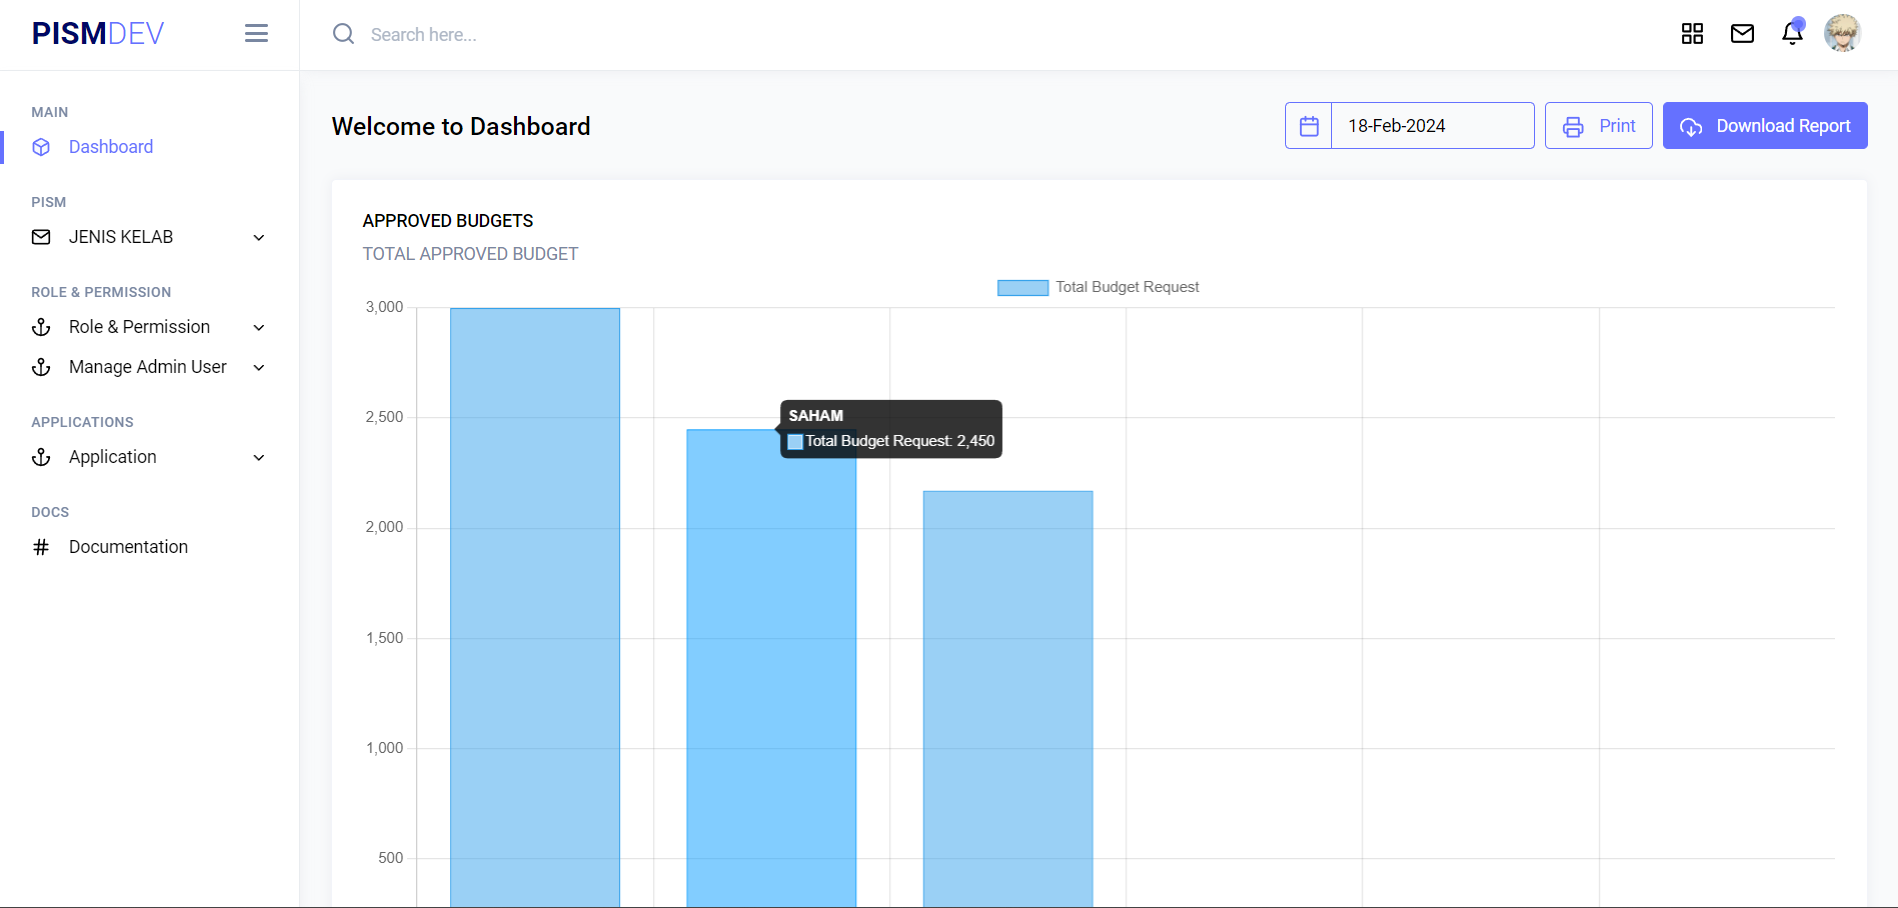 PISMDEV
Search here...
MAIN
Dashboard
PISM
JENIS KELAB
ROLE & PERMISSION
Role & Permission
Manage Admin User
APPLICATIONS
Application
DOCS
Documentation
Welcome to Dashboard
18-Feb-2024
Print
Download Report
APPROVED BUDGETS
TOTAL APPROVED BUDGET
Total Budget Request
3,000
2,500
2,000
1,500
1,000
500
SAHAM
Total Budget Request: 2,450